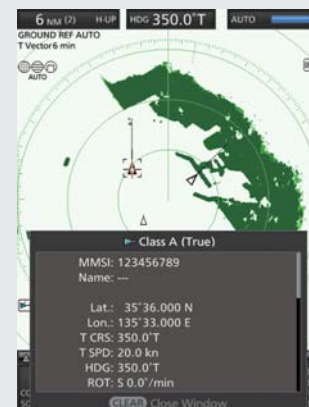 6 NM (2) H-UP HDG 350.0°T AUTO
GROUND REF AUTO
T Vector 6 min
AUTO
Class A (True)
MMSI: 123456789
Name: ---
Lat.: 35°36.000 N
Lon.: 135°33.000 E
T CRS: 350.0°T
T SPD: 20.0 kn
HDG: 350.0°T
ROT: S 0.0°/min
CLEAR Close Window